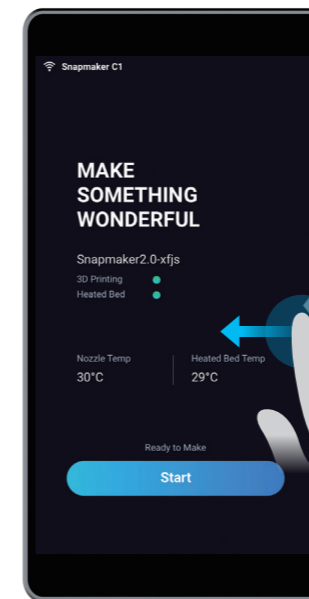 Snapmaker C1
MAKE
SOMETHING
WONDERFUL
Snapmaker2.0-xfjs
3D Printing
Heated Bed
Nozzle Temp
Heated Bed Temp
30°C
29°C
Ready to Make
Start